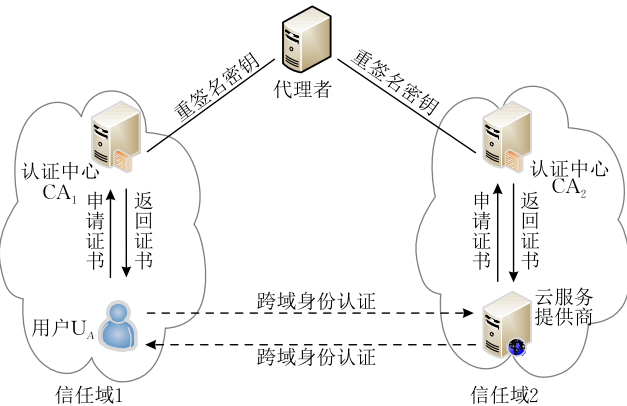 代理者
重签名密钥
重签名密钥
认证中心
CA₁
认证中心
CA₂
申请证书
返回证书
申请证书
返回证书
用户U_A
跨域身份认证
云服务
提供商
跨域身份认证
信任域1
信任域2